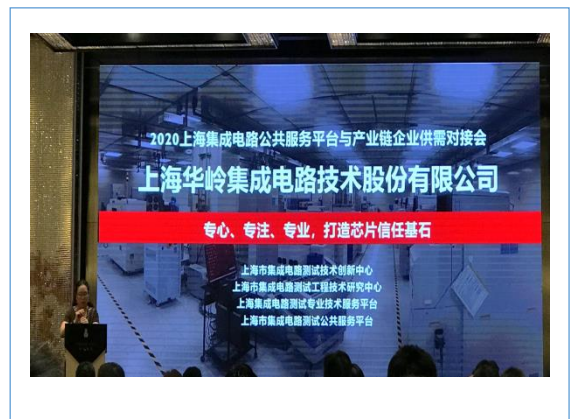 2020上海集成电路公共服务平台与产业链企业供需对接会
上海华岭集成电路技术股份有限公司
专心、专注、专业，打造芯片信任基石
上海市集成电路测试技术创新中心
上海市集成电路测试工程技术研究中心
上海集成电路测试专业技术服务平台
上海市集成电路测试公共服务平台